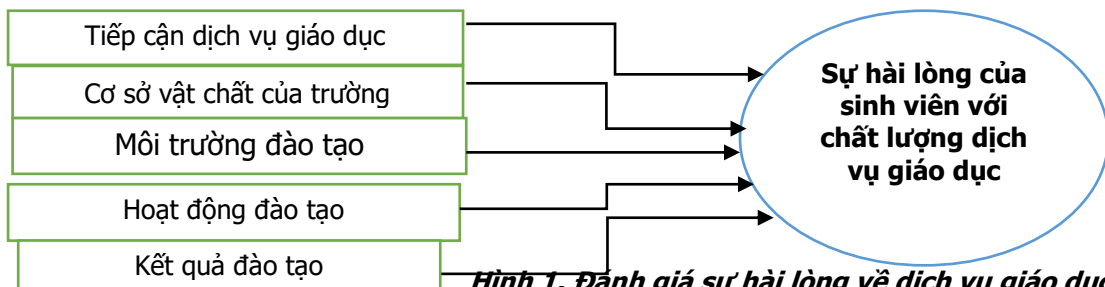 Tiếp cận dịch vụ giáo dục
Cơ sở vật chất của trường
Môi trường đào tạo
Hoạt động đào tạo
Kết quả đào tạo
Sự hài lòng của
sinh viên với
chất lượng dịch
vụ giáo dục
Hình 1. Đánh giá sự hài lòng về dịch vụ giáo dục